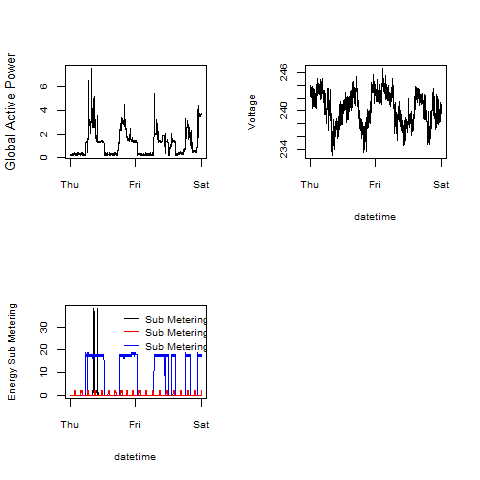 Global Active Power
6
4
2
0
Thu Fri Sat
Voltage
246
240
234
Thu Fri Sat
datetime
Energy Sub Metering
30
20
10
0
Sub Metering
Sub Metering
Sub Metering
Thu Fri Sat
datetime